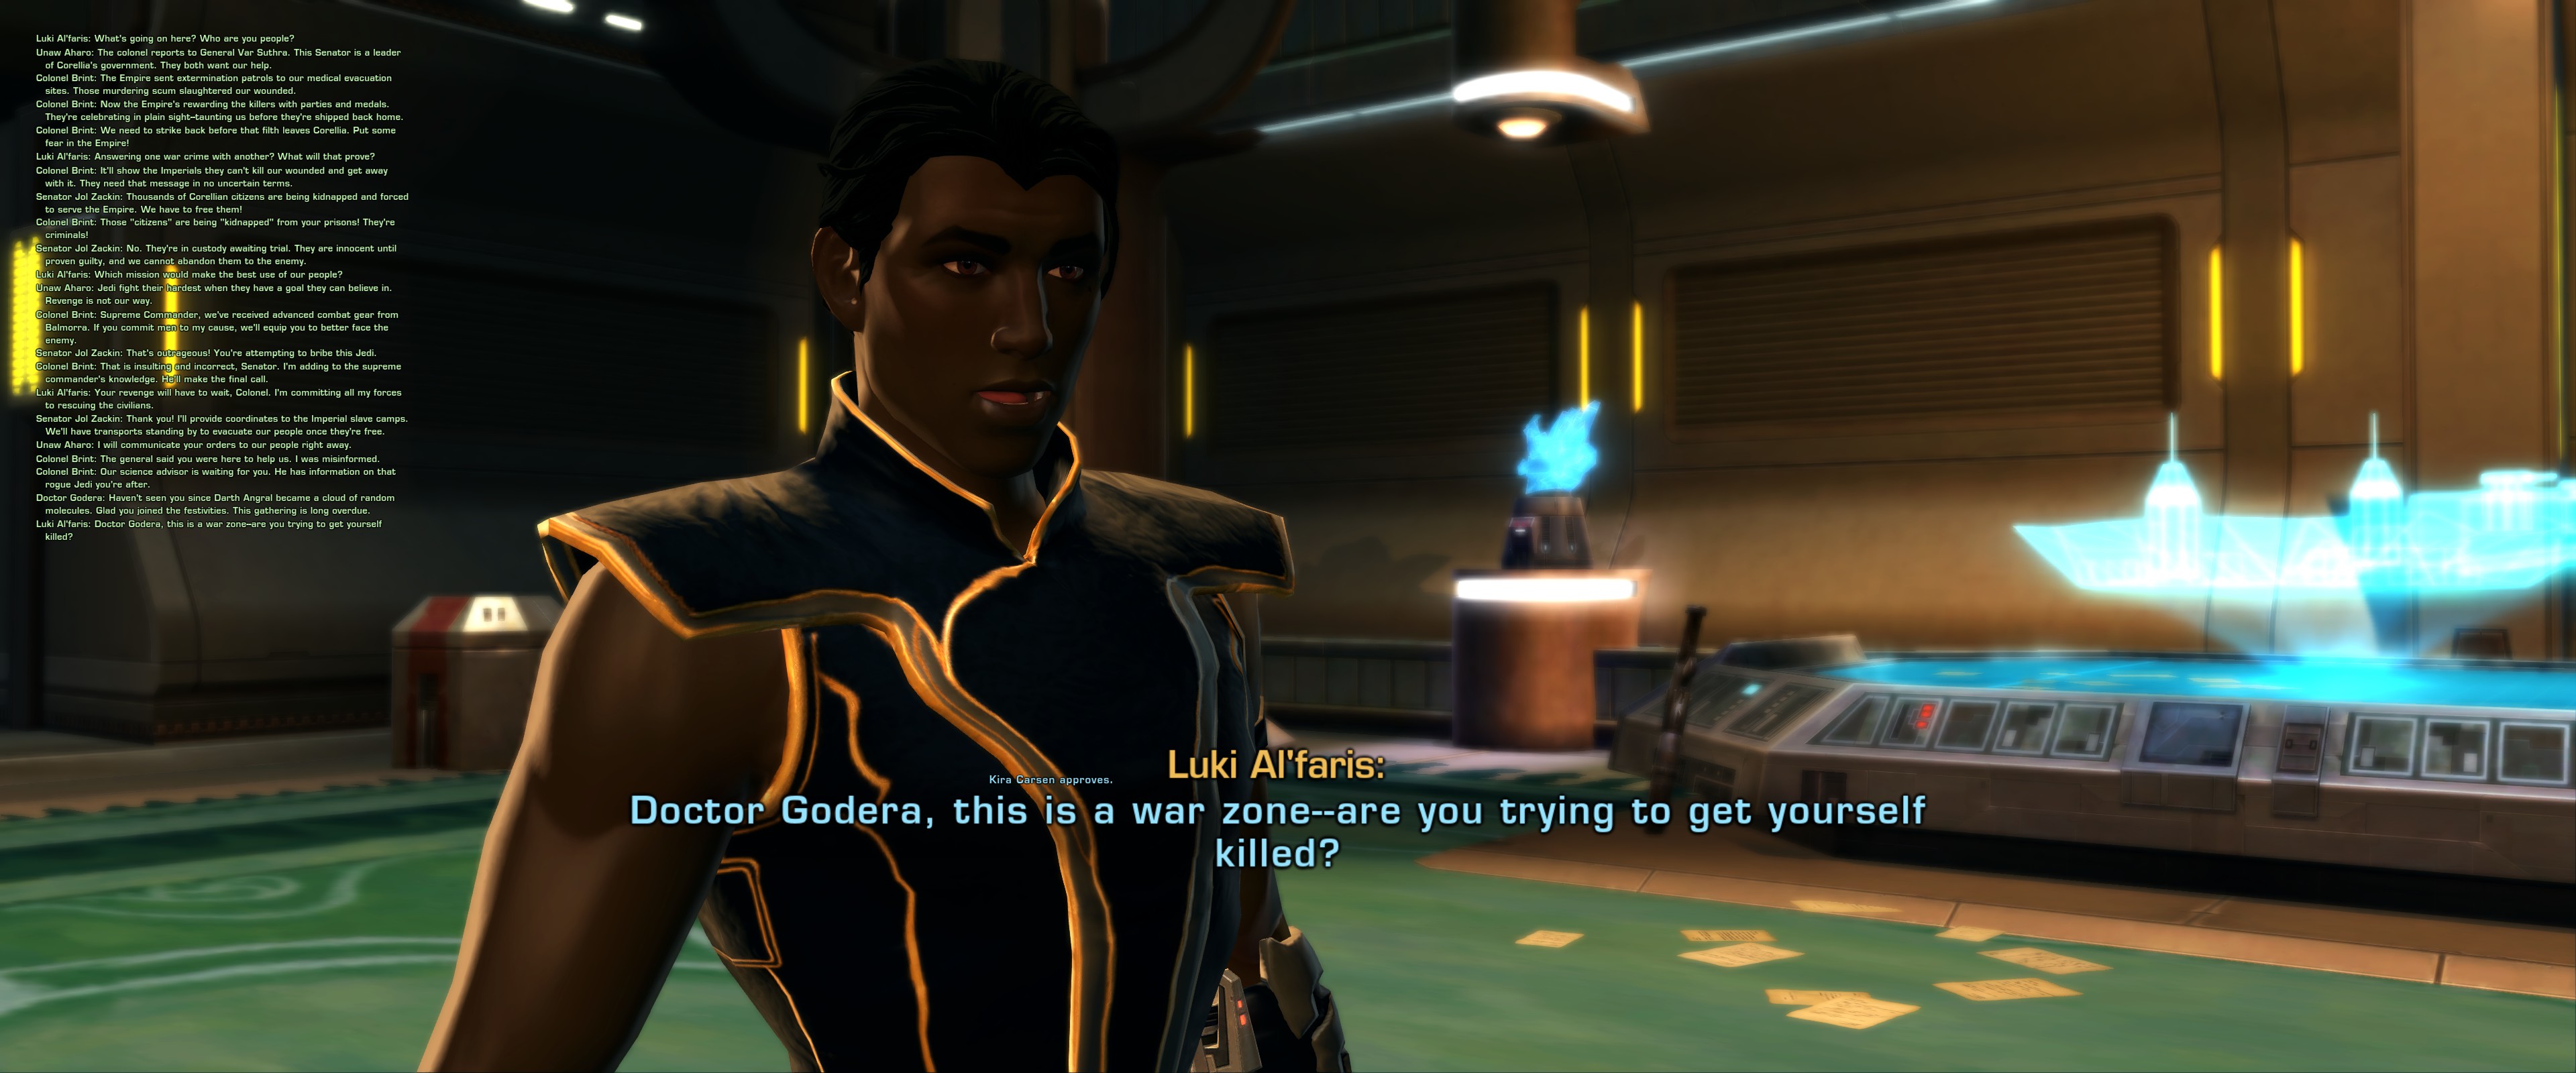 Luki Al'faris: What's going on here? Who are you people?
Unaw Aharo: The colonel reports to General Var Suthra. This Senator is a leader
of Corellia's government. They both want our help.
Colonel Brint: The Empire sent extermination patrols to our medical evacuation
sites. Those murdering scum slaughtered our wounded.
Colonel Brint: Now the Empire's rewarding the killers with parties and medals.
They're celebrating in plain sight--taunting us before they're shipped back home.
Colonel Brint: We need to strike back before that filth leaves Corellia. Put some
fear in the Empire!
Luki Al'faris: Answering one war crime with another? What will that prove?
Colonel Brint: It'll show the Imperials they can't kill our wounded and get away
with it. They need that message in no uncertain terms.
Senator Jol Zackin: Thousands of Corellian citizens are being kidnapped and forced
to serve the Empire. We have to free them!
Colonel Brint: Those "citizens" are being "kidnapped" from your prisons! They're
criminals!
Senator Jol Zackin: No. They're in custody awaiting trial. They are innocent until
proven guilty, and we cannot abandon them to the enemy.
Luki Al'faris: Which mission would make the best use of our people?
Unaw Aharo: Jedi fight their hardest when they have a goal they can believe in.
Revenge is not our way.
Colonel Brint: Supreme Commander, we've received advanced combat gear from
Balmorra. If you commit men to my cause, we'll equip you to better face the
enemy.
Senator Jol Zackin: That's outrageous! You're attempting to bribe this Jedi.
Colonel Brint: That is insulting and incorrect, Senator. I'm adding to the supreme
commander's knowledge. He'll make the final call.
Luki Al'faris: Your revenge will have to wait, Colonel. I'm committing all my forces
to rescuing the civilians.
Senator Jol Zackin: Thank you! I'll provide coordinates to the Imperial slave camps.
We'll have transports standing by to evacuate our people once they're free.
Unaw Aharo: I will communicate your orders to our people right away.
Colonel Brint: The general said you were here to help us. I was misinformed.
Colonel Brint: Our science advisor is waiting for you. He has information on that
rogue Jedi you're after.
Doctor Godera: Haven't seen you since Darth Angral became a cloud of random
molecules. Glad you joined the festivities. This gathering is long overdue.
Luki Al'faris: Doctor Godera, this is a war zone--are you trying to get yourself
killed?
Luki Al'faris:
Kira Carsen approves.
Doctor Godera, this is a war zone--are you trying to get yourself
killed?